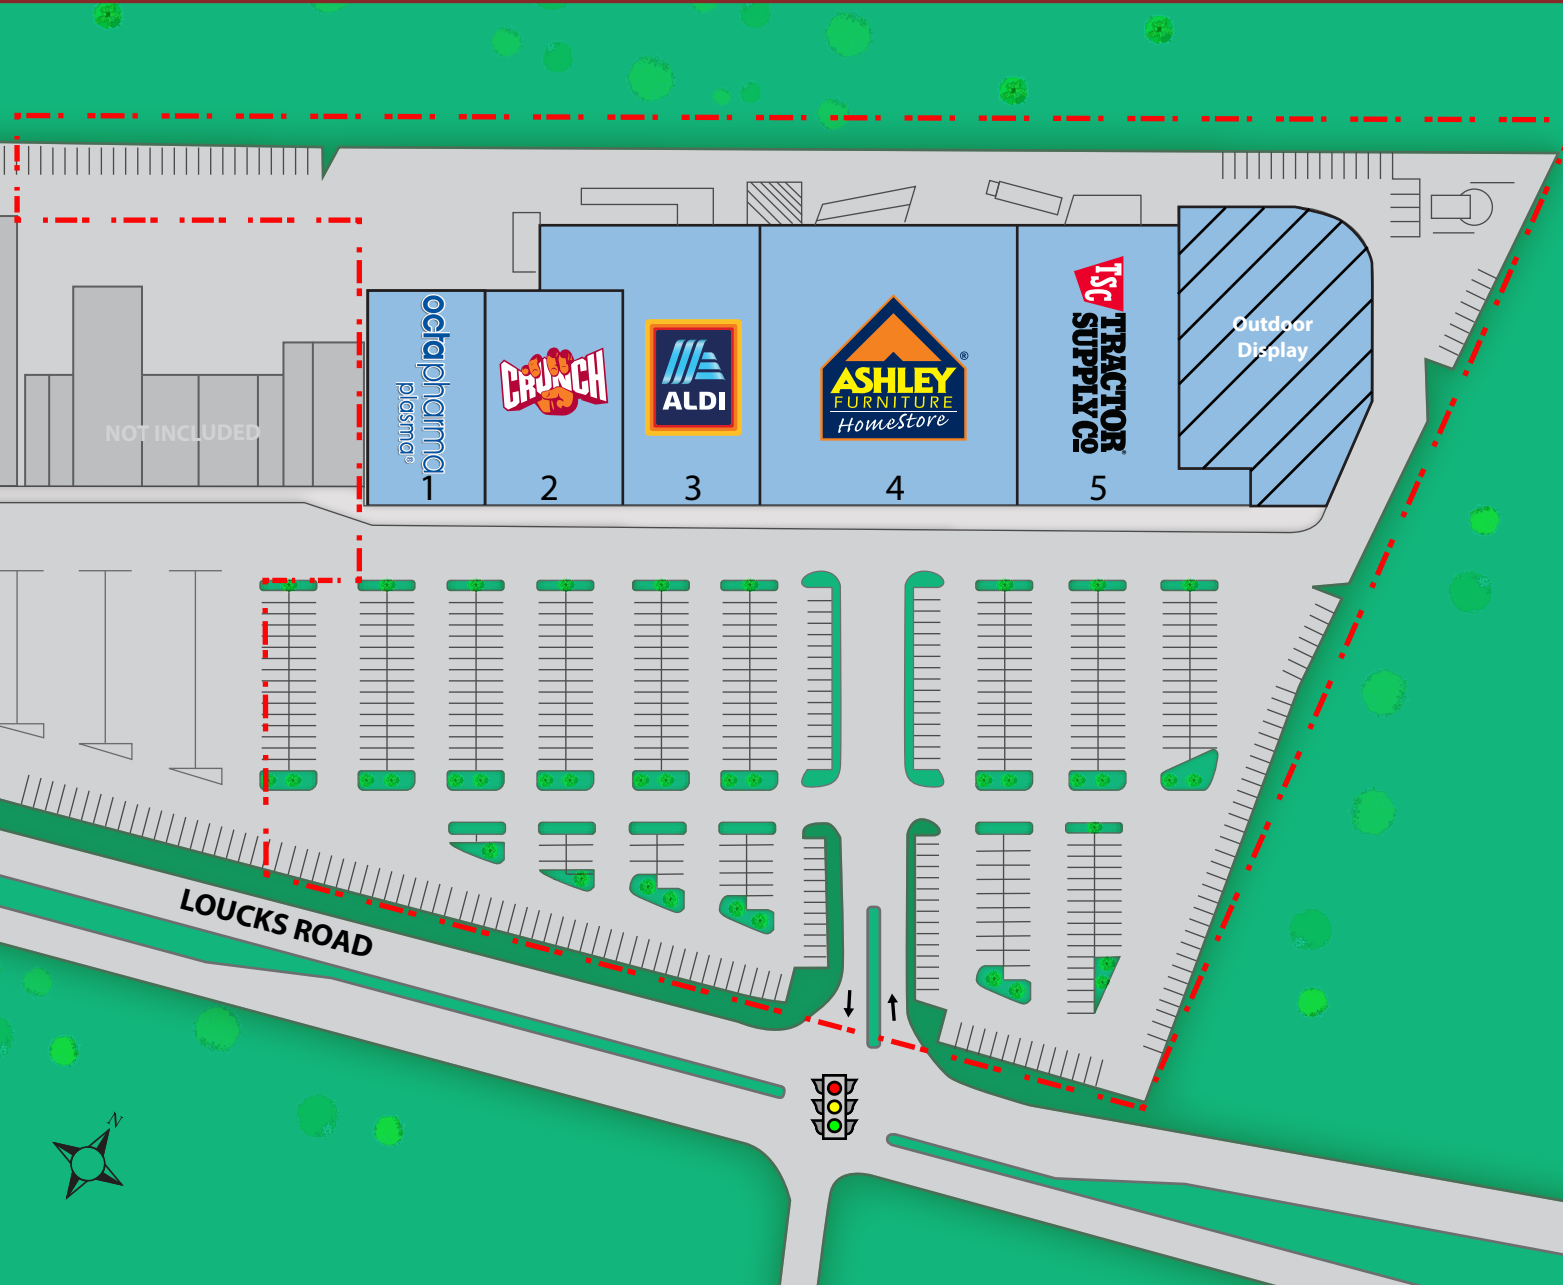 octapharma
plasma®
CRUNCH
ALDI
ASHLEY®
FURNITURE
HomeStore
TSC
TRACTOR
SUPPLY CO
Outdoor
Display
NOT INCLUDED
1
2
3
4
5
LOUCKS ROAD
N